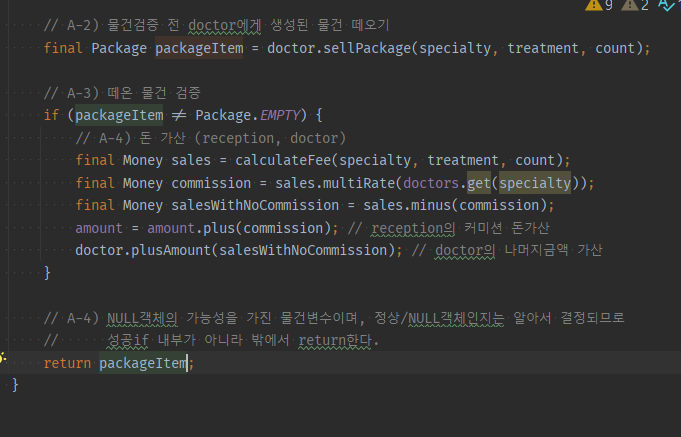 9 2
// A-2) 물건검증 전 doctor에게 생성된 물건 떼오기
final Package packageItem = doctor.sellPackage(specialty, treatment, count);
// A-3) 떼온 물건 검증
if (packageItem ≠ Package.EMPTY) {
// A-4) 돈 가산 (reception, doctor)
final Money sales = calculateFee(specialty, treatment, count);
final Money commission = sales.multiRate(doctors.get(specialty));
final Money salesWithNoCommission = sales.minus(commission);
amount = amount.plus(commission); // reception의 커미션 돈가산
doctor.plusAmount(salesWithNoCommission); // doctor의 나머지금액 가산
}
// A-4) NULL객체의 가능성을 가진 물건변수이며, 정상/NULL객체인지는 알아서 결정되므로
// 성공if 내부가 아니라 밖에서 return한다.
return packageItem;
}